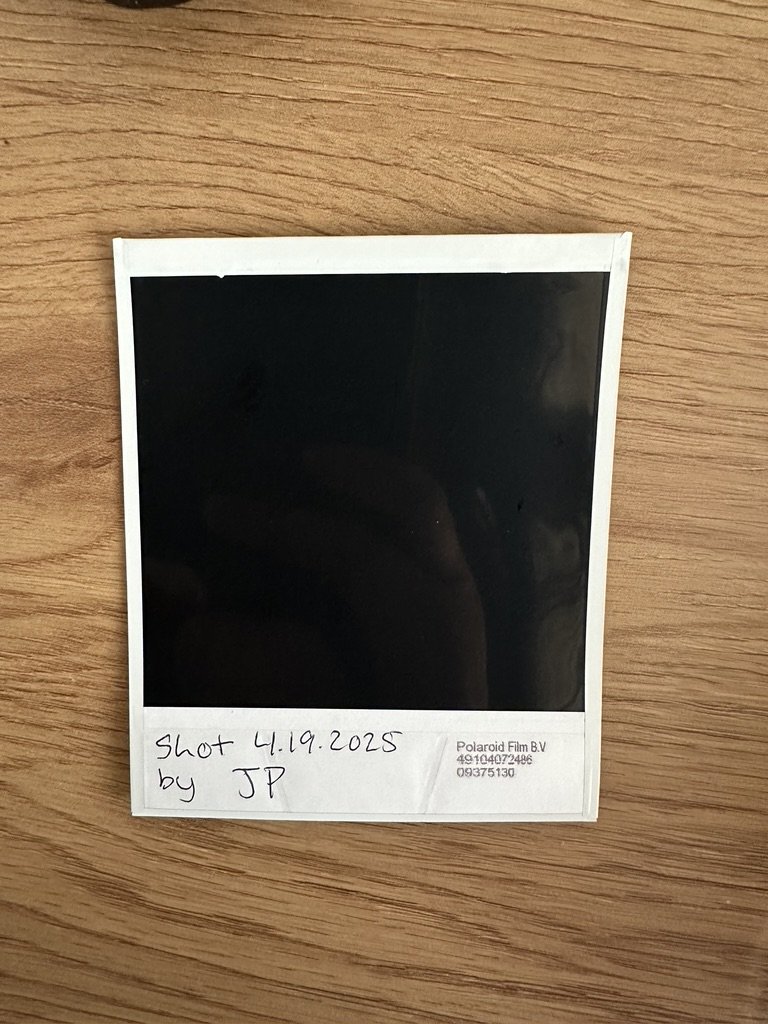 Shot 4.19.2025
by JP
Polaroid Film B.V
49104072486
09375130